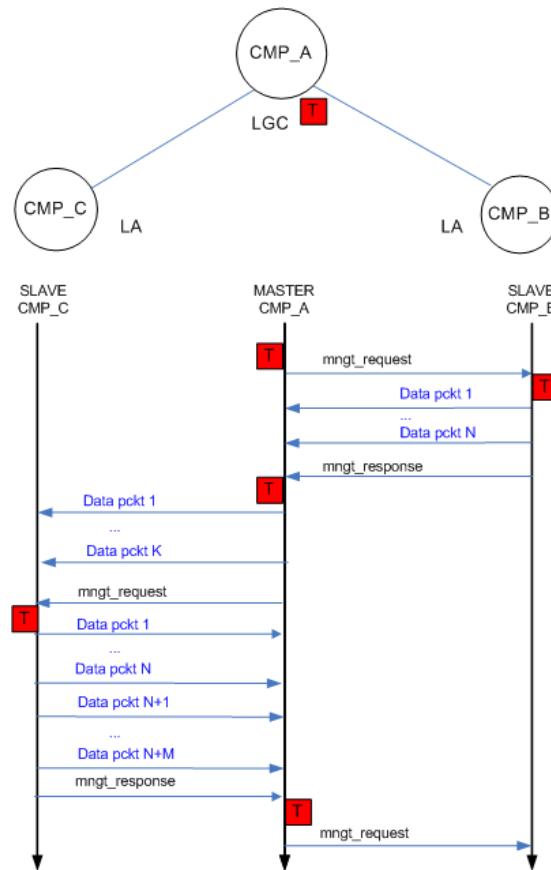 CMP_A
LGC T
CMP_C
LA
CMP_B
LA
SLAVE
CMP_C
MASTER
CMP_A
SLAVE
CMP_B
T
mngt_request
T
Data pckt 1
...
Data pckt N
mngt_response
T
Data pckt 1
...
Data pckt K
mngt_request
T
Data pckt 1
...
Data pckt N
Data pckt N+1
...
Data pckt N+M
mngt_response
T
mngt_request